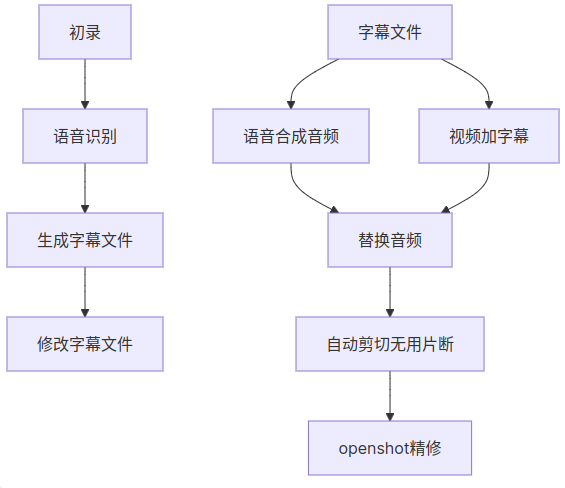 初录
语音识别
生成字幕文件
修改字幕文件
字幕文件
语音合成音频
视频加字幕
替换音频
自动剪切无用片断
openshot精修